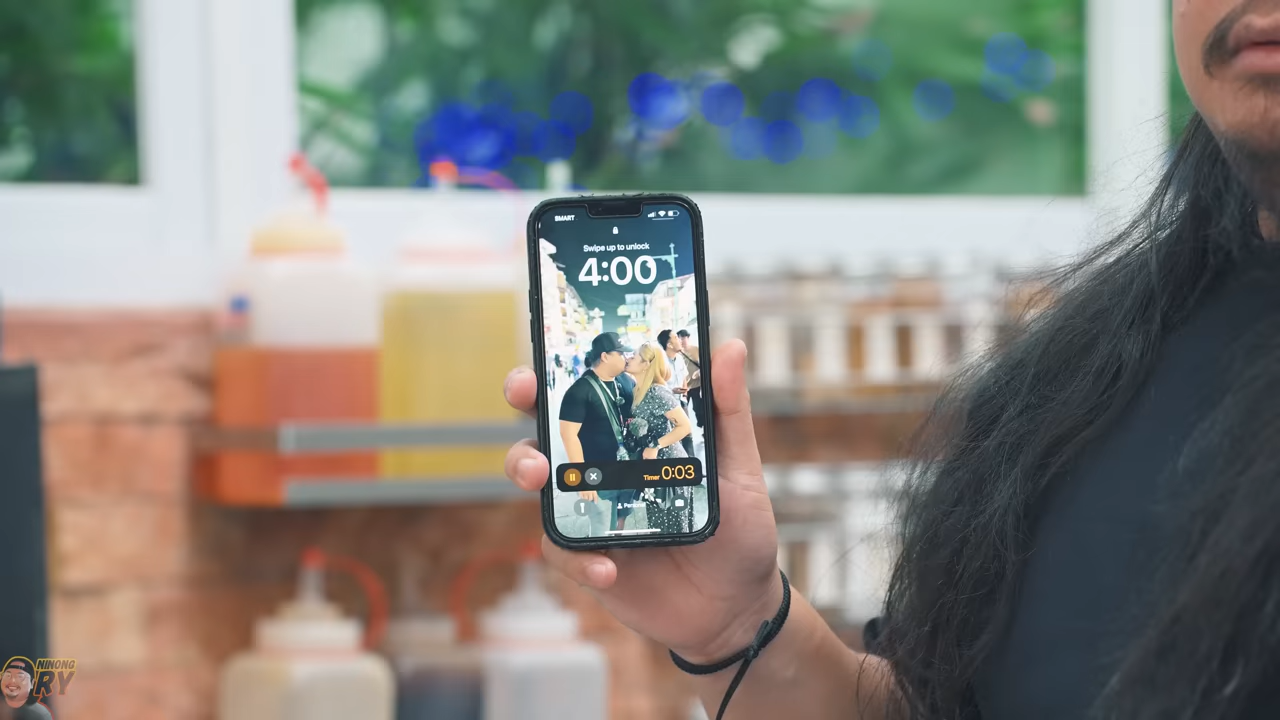 SMART
Swipe up to unlock
4:00
Timer 0:03
NINONG
RY